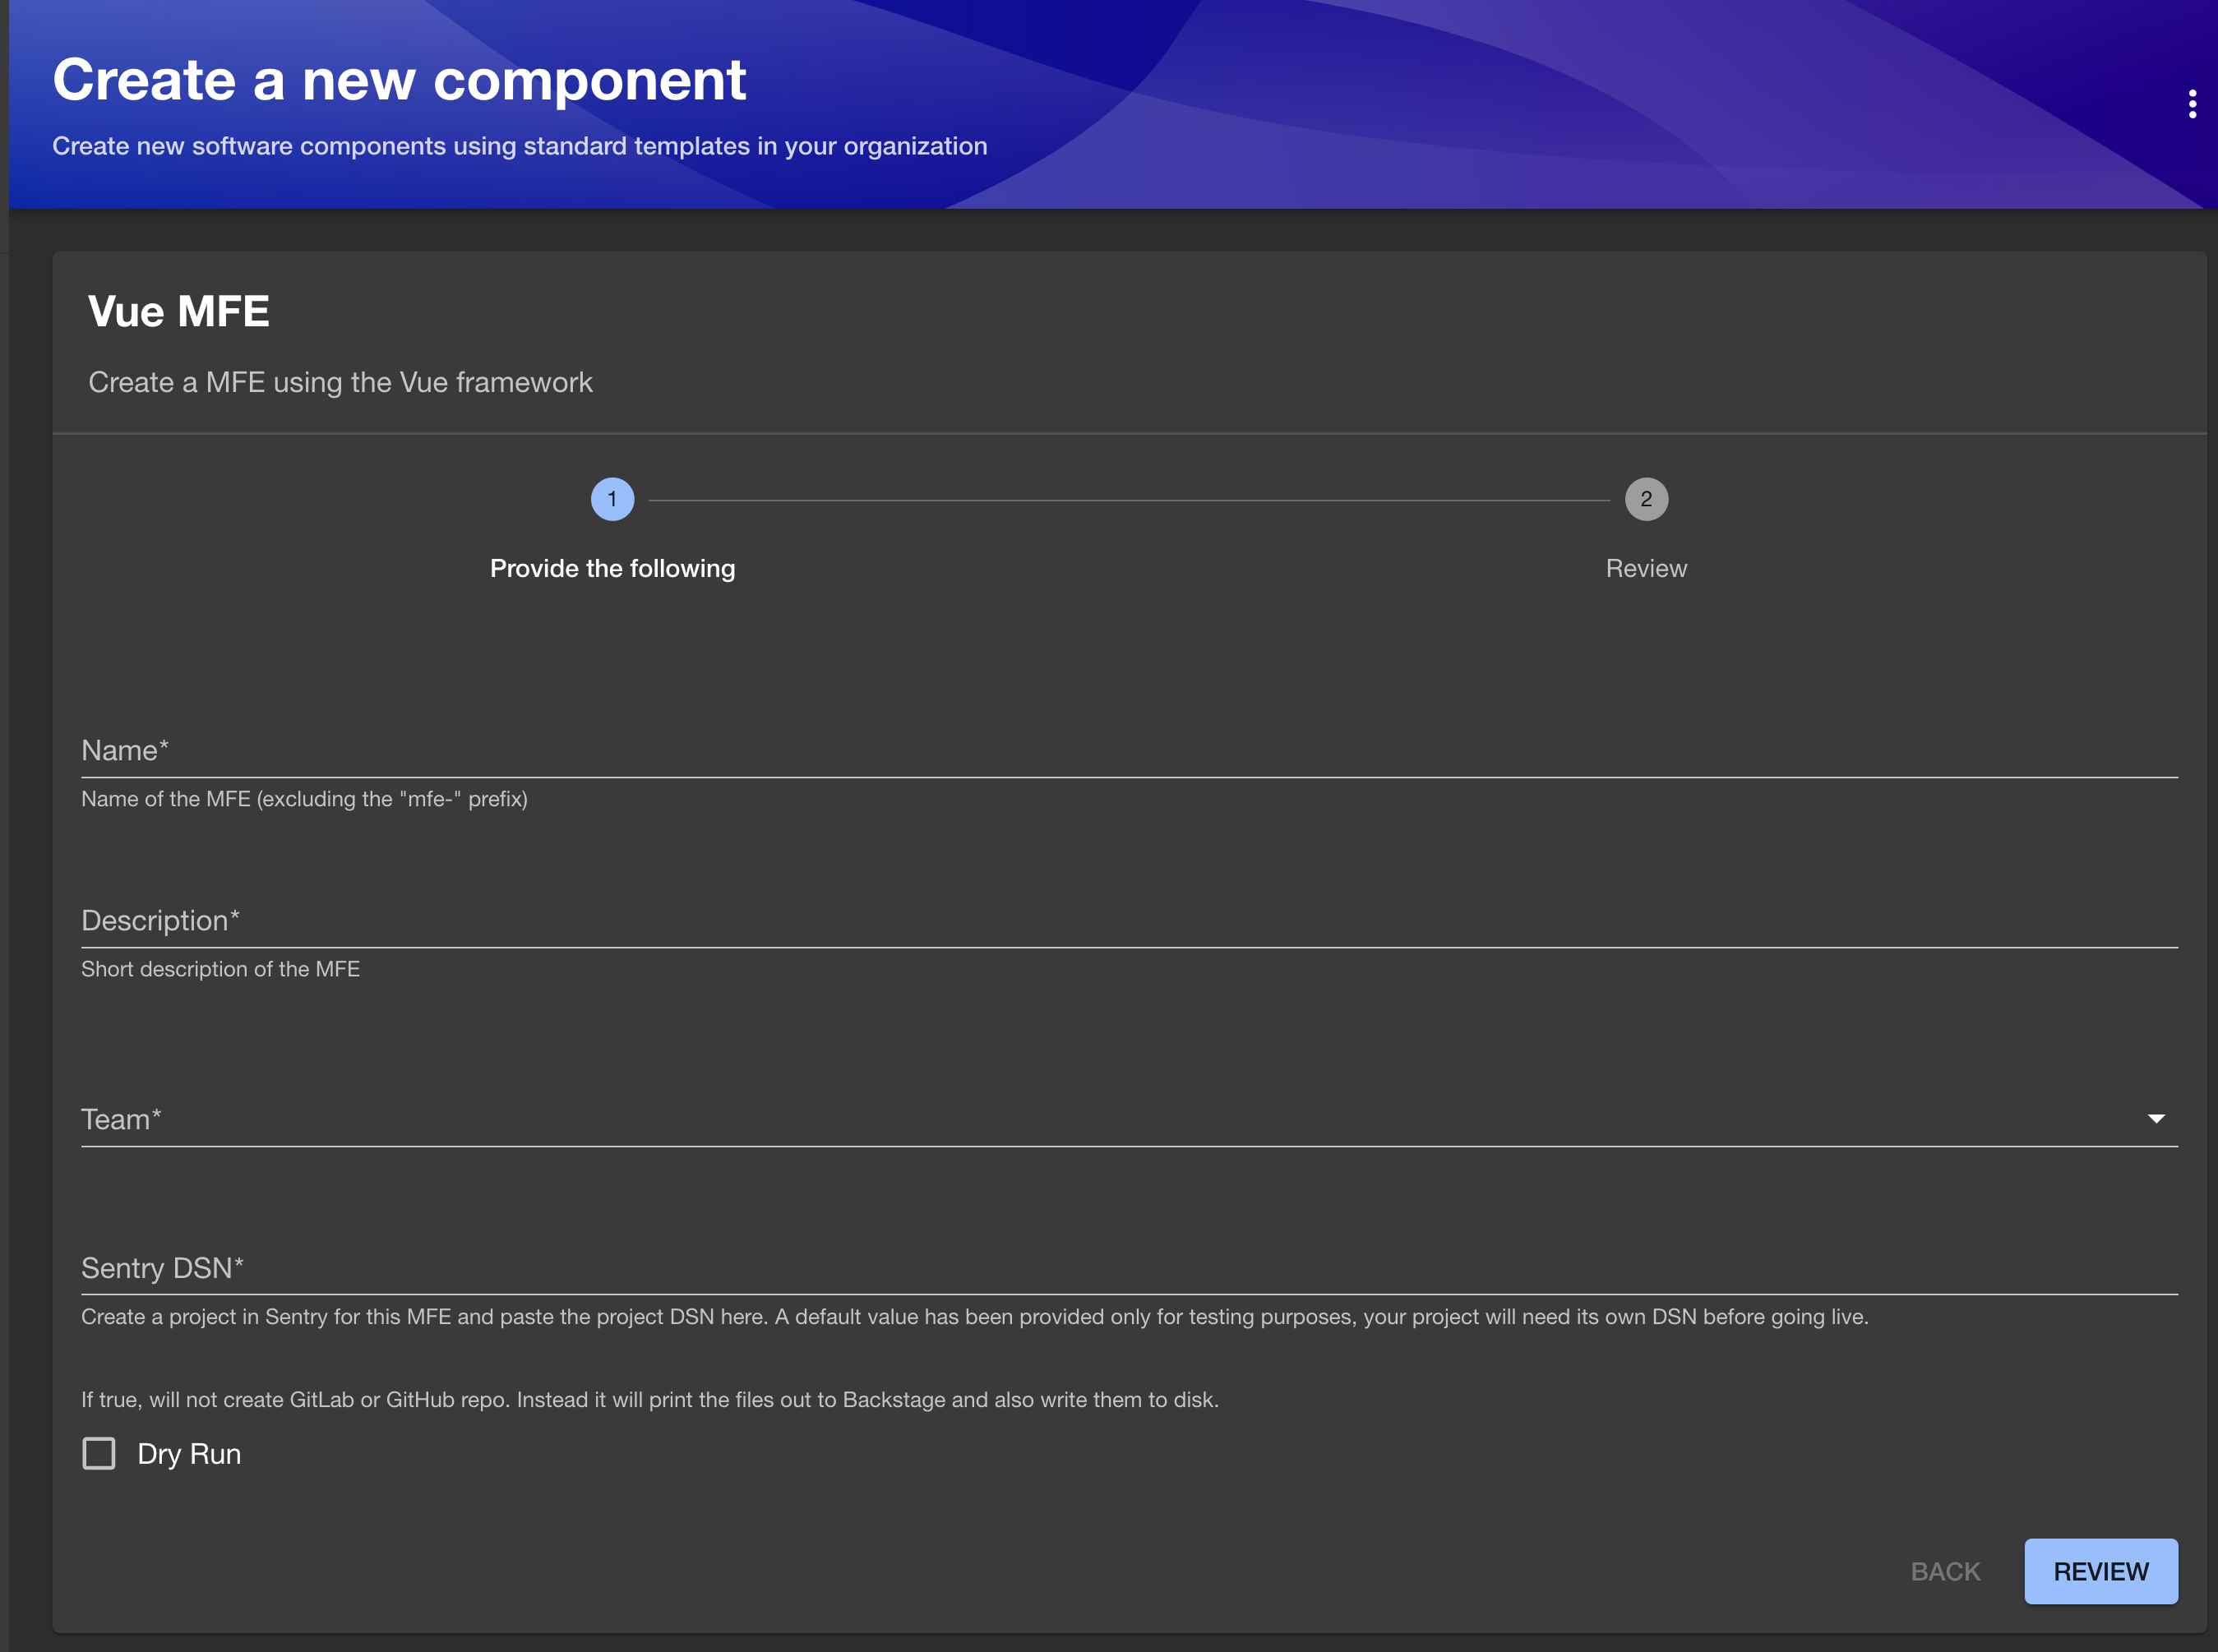 Create a new component
Create new software components using standard templates in your organization
Vue MFE
Create a MFE using the Vue framework
1
2
Provide the following
Review
Name*
Name of the MFE (excluding the "mfe-" prefix)
Description*
Short description of the MFE
Team*
Sentry DSN*
Create a project in Sentry for this MFE and paste the project DSN here. A default value has been provided only for testing purposes, your project will need its own DSN before going live.
If true, will not create GitLab or GitHub repo. Instead it will print the files out to Backstage and also write them to disk.
Dry Run
BACK
REVIEW